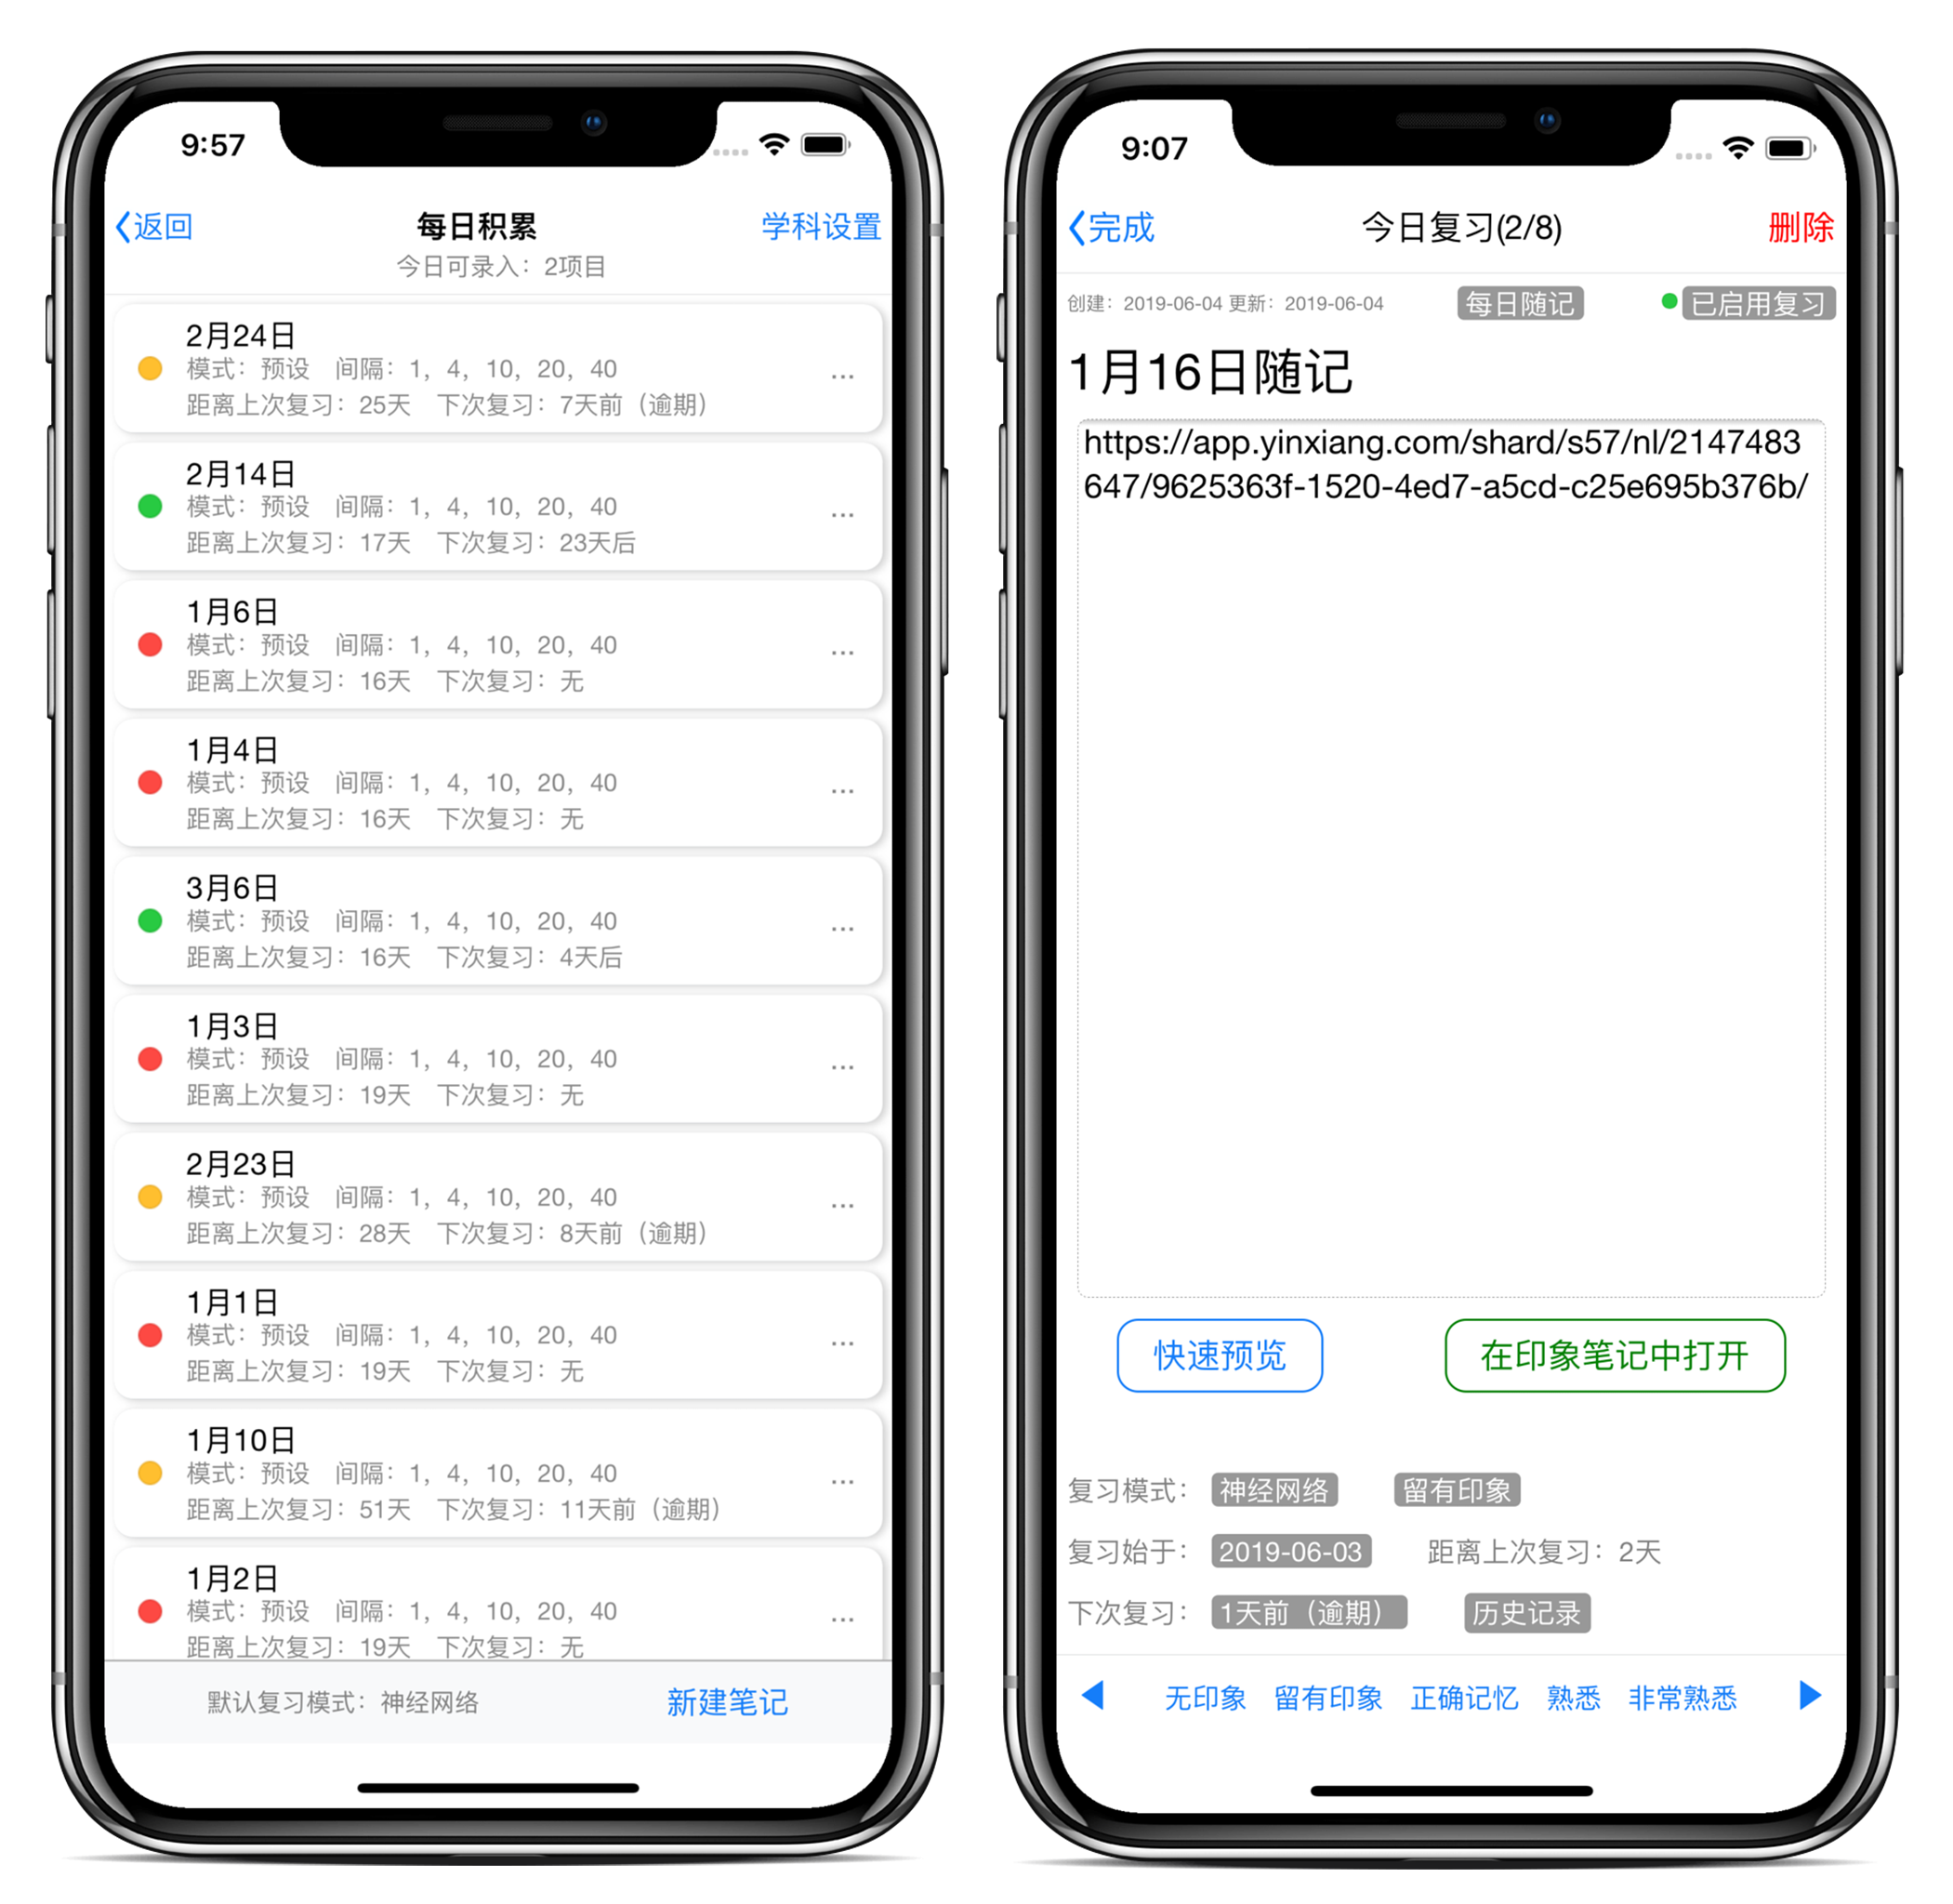 9:57
返回
每日积累
学科设置
今日可录入：2项目
2月24日
模式：预设 间隔：1，4，10，20，40
距离上次复习：25天 下次复习：7天前（逾期）
...
2月14日
模式：预设 间隔：1，4，10，20，40
距离上次复习：17天 下次复习：23天后
...
1月6日
模式：预设 间隔：1，4，10，20，40
距离上次复习：16天 下次复习：无
...
1月4日
模式：预设 间隔：1，4，10，20，40
距离上次复习：16天 下次复习：无
...
3月6日
模式：预设 间隔：1，4，10，20，40
距离上次复习：16天 下次复习：4天后
...
1月3日
模式：预设 间隔：1，4，10，20，40
距离上次复习：19天 下次复习：无
...
2月23日
模式：预设 间隔：1，4，10，20，40
距离上次复习：28天 下次复习：8天前（逾期）
...
1月1日
模式：预设 间隔：1，4，10，20，40
距离上次复习：19天 下次复习：无
...
1月10日
模式：预设 间隔：1，4，10，20，40
距离上次复习：51天 下次复习：11天前（逾期）
...
1月2日
模式：预设 间隔：1，4，10，20，40
距离上次复习：19天 下次复习：无
...
默认复习模式：神经网络
新建笔记
9:07
完成
今日复习(2/8)
删除
创建：2019-06-04 更新：2019-06-04
每日随记
已启用复习
1月16日随记
https://app.yinxiang.com/shard/s57/nl/2147483
647/9625363f-1520-4ed7-a5cd-c25e695b376b/
快速预览
在印象笔记中打开
复习模式： 神经网络 留有印象
复习始于： 2019-06-03 距离上次复习：2天
下次复习： 1天前（逾期） 历史记录
无印象 留有印象 正确记忆 熟悉 非常熟悉